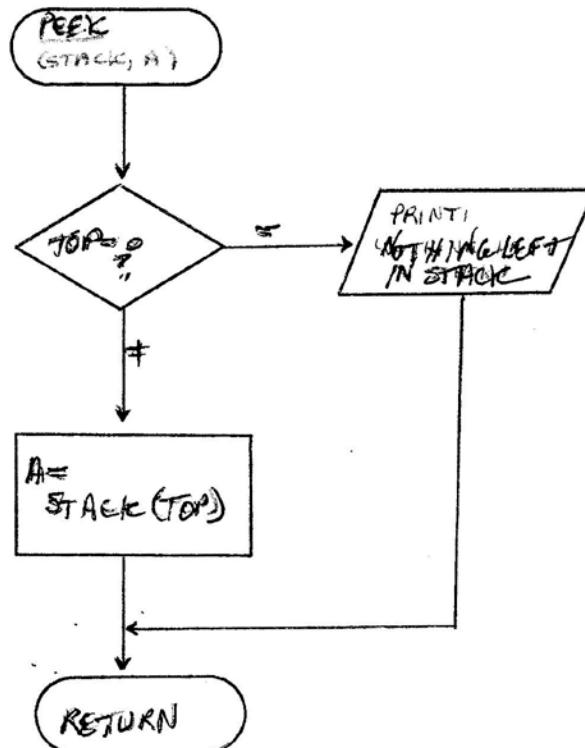 PEEK
(STACK, A)
TOP=0
?
=
PRINT:
"NOTHING LEFT
IN STACK
≠
A=
STACK (TOP)
RETURN